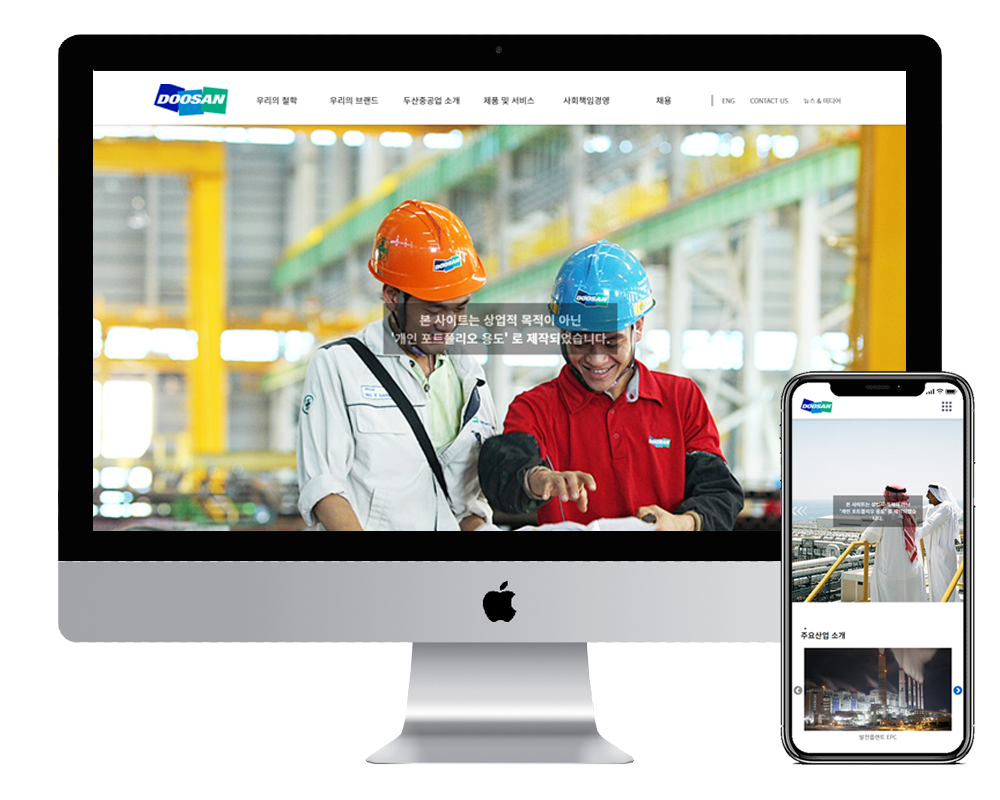 DOOSAN
우리의 철학
우리의 브랜드
두산중공업 소개
제품 및 서비스
사회책임경영
채용
ENG
CONTACT US
뉴스 & 미디어
DOOSAN
DOOSAN
본 사이트는 상업적 목적이 아닌
'개인 포트폴리오 용도' 로 제작되었습니다.
DOOSAN
DOOSAN
본 사이트는 상업적 목적이 아닌
'개인 포트폴리오 용도' 로 제작되었습
니다.
주요산업 소개
발전플랜트 EPC